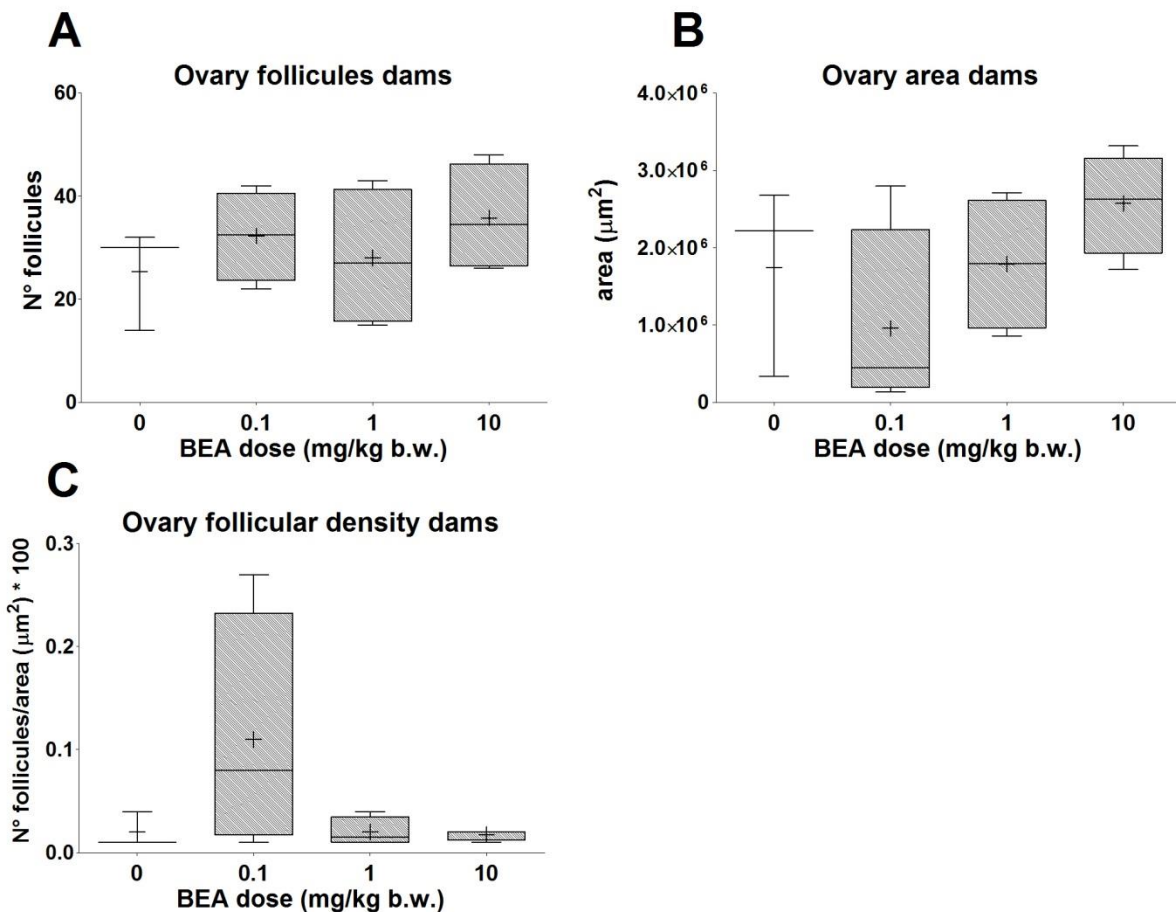 A
Ovary follicules dams
N° follicules
60
40
20
0
0 0.1 1 10
BEA dose (mg/kg b.w.)
B
Ovary area dams
area (μm²)
4.0×10⁶
3.0×10⁶
2.0×10⁶
1.0×10⁶
0
0 0.1 1 10
BEA dose (mg/kg b.w.)
C
Ovary follicular density dams
N° follicules/area (μm²) * 100
0.3
0.2
0.1
0.0
0 0.1 1 10
BEA dose (mg/kg b.w.)